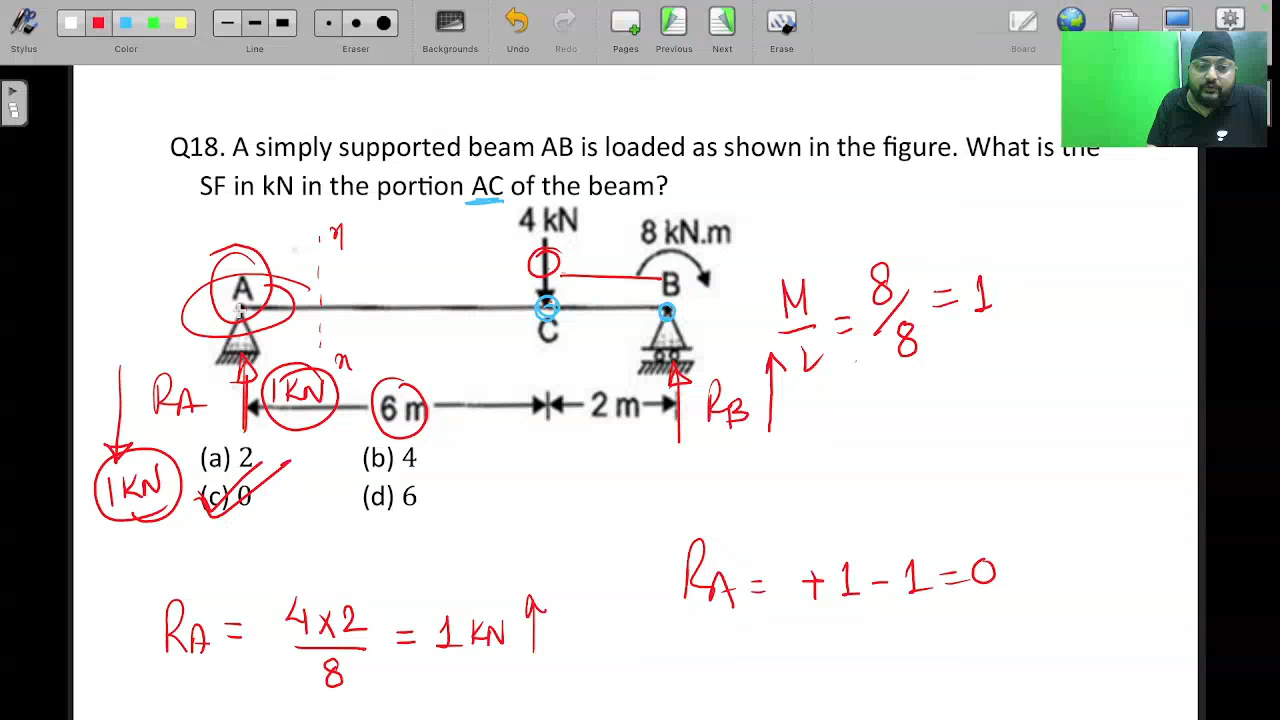 Stylus Color Line Eraser Backgrounds Undo Redo Pages Previous Next Erase Board
Q18. A simply supported beam AB is loaded as shown in the figure. What is the
SF in kN in the portion AC of the beam?
4 kN
8 kN.m
x
A
B
C
x
M/L = 8/8 = 1
RA
1KN
6 m
2 m
RB
(a) 2
(b) 4
1KN
(c) 0
(d) 6
RA = +1 - 1 = 0
RA = 4x2/8 = 1 KN ↑